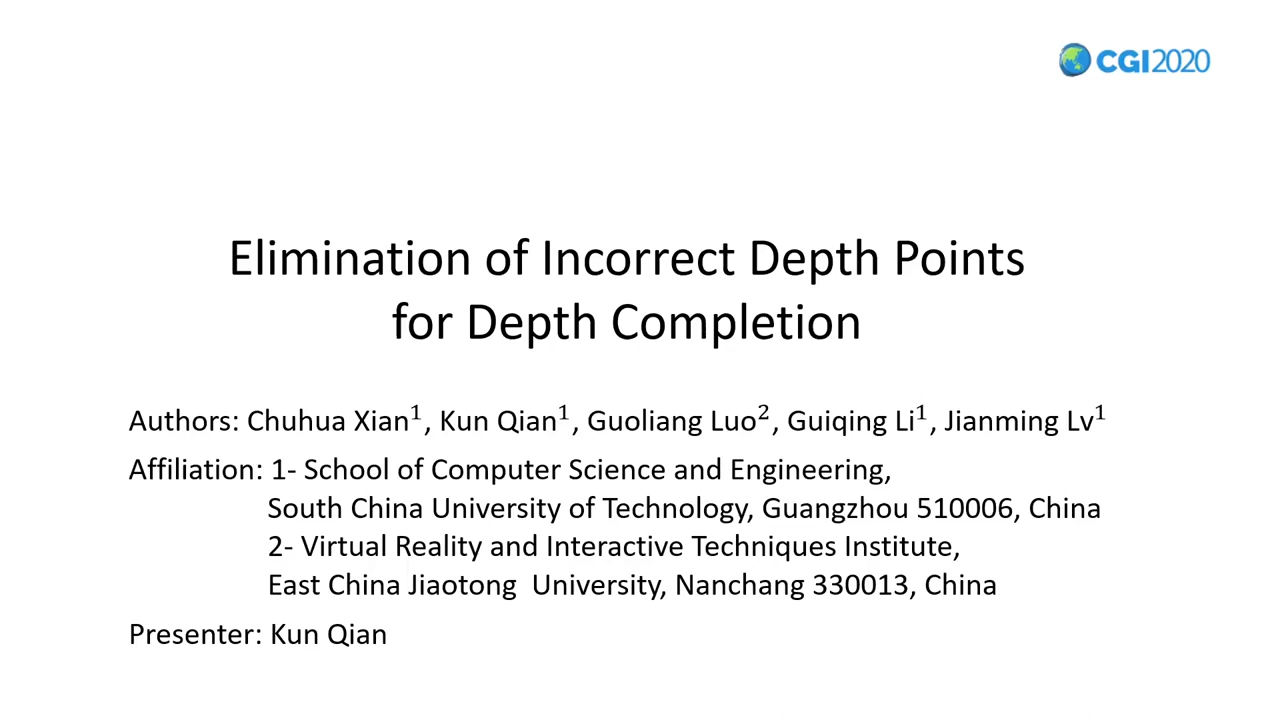 CGI2020
Elimination of Incorrect Depth Points
for Depth Completion
Authors: Chuhua Xian¹, Kun Qian¹, Guoliang Luo², Guiqing Li¹, Jianming Lv¹
Affiliation: 1- School of Computer Science and Engineering,
South China University of Technology, Guangzhou 510006, China
2- Virtual Reality and Interactive Techniques Institute,
East China Jiaotong  University, Nanchang 330013, China
Presenter: Kun Qian